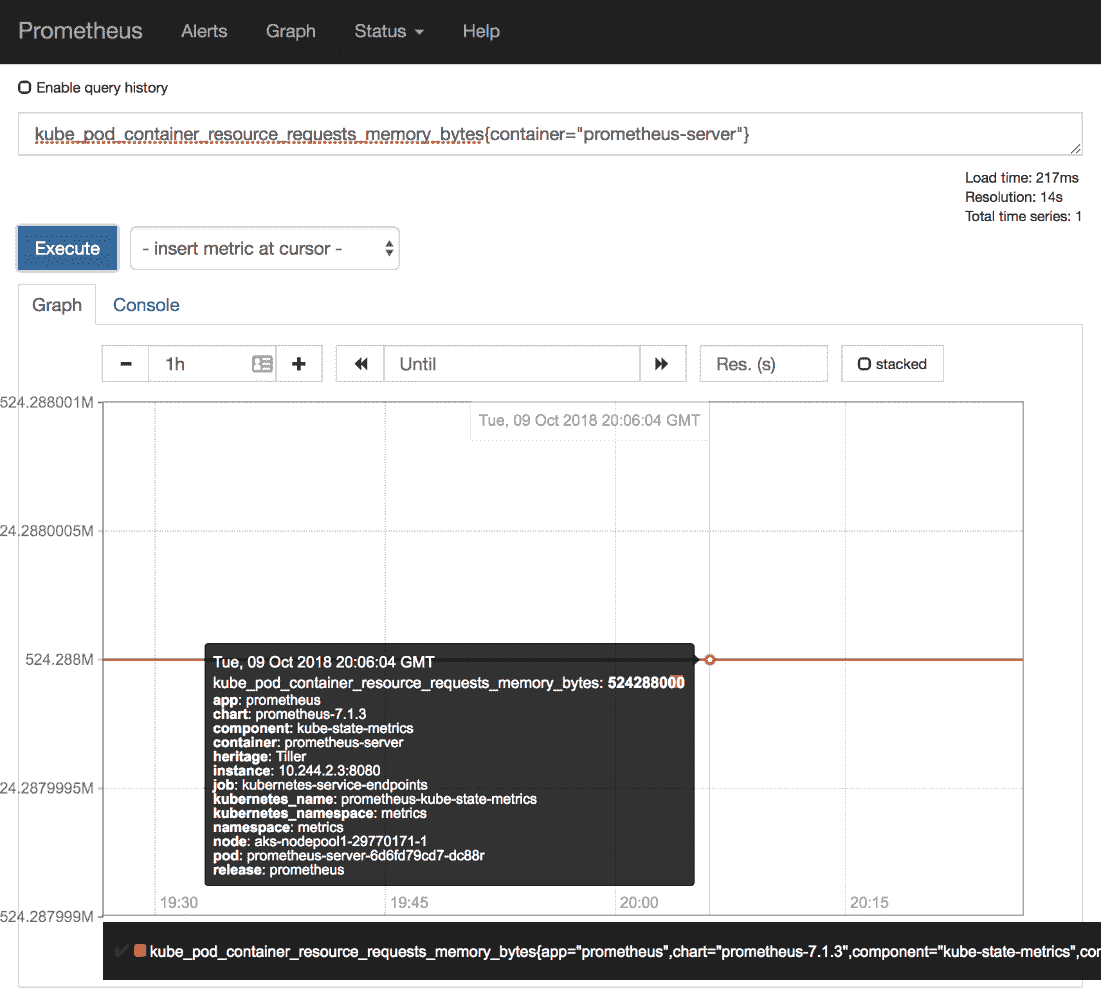 Prometheus Alerts Graph Status Help
Enable query history
kube_pod_container_resource_requests_memory_bytes{container="prometheus-server"}
Load time: 217ms
Resolution: 14s
Total time series: 1
Execute - insert metric at cursor -
Graph Console
1h Until Res. (s) stacked
524.288001M
Tue, 09 Oct 2018 20:06:04 GMT
24.2880005M
524.288M
Tue, 09 Oct 2018 20:06:04 GMT
kube_pod_container_resource_requests_memory_bytes: 524288000
app: prometheus
chart: prometheus-7.1.3
component: kube-state-metrics
container: prometheus-server
heritage: Tiller
instance: 10.244.2.3:8080
job: kubernetes-service-endpoints
24.2879995M
kubernetes_name: prometheus-kube-state-metrics
kubernetes_namespace: metrics
namespace: metrics
node: aks-nodepool1-29770171-1
pod: prometheus-server-6d6fd79cd7-dc88r
release: prometheus
19:30 19:45 20:00 20:15
524.287999M
kube_pod_container_resource_requests_memory_bytes{app="prometheus",chart="prometheus-7.1.3",component="kube-state-metrics",cor